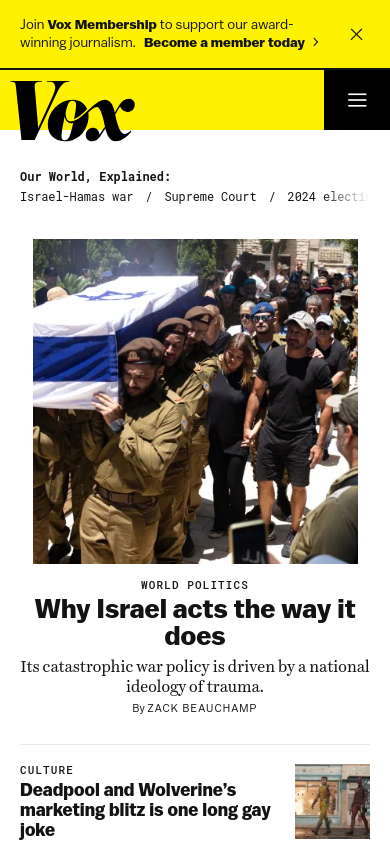 Join Vox Membership to support our award-
winning journalism. Become a member today
Vox
Our World, Explained:
Israel-Hamas war / Supreme Court / 2024 electi
WORLD POLITICS
Why Israel acts the way it
does
Its catastrophic war policy is driven by a national
ideology of trauma.
By ZACK BEAUCHAMP
CULTURE
Deadpool and Wolverine’s
marketing blitz is one long gay
joke